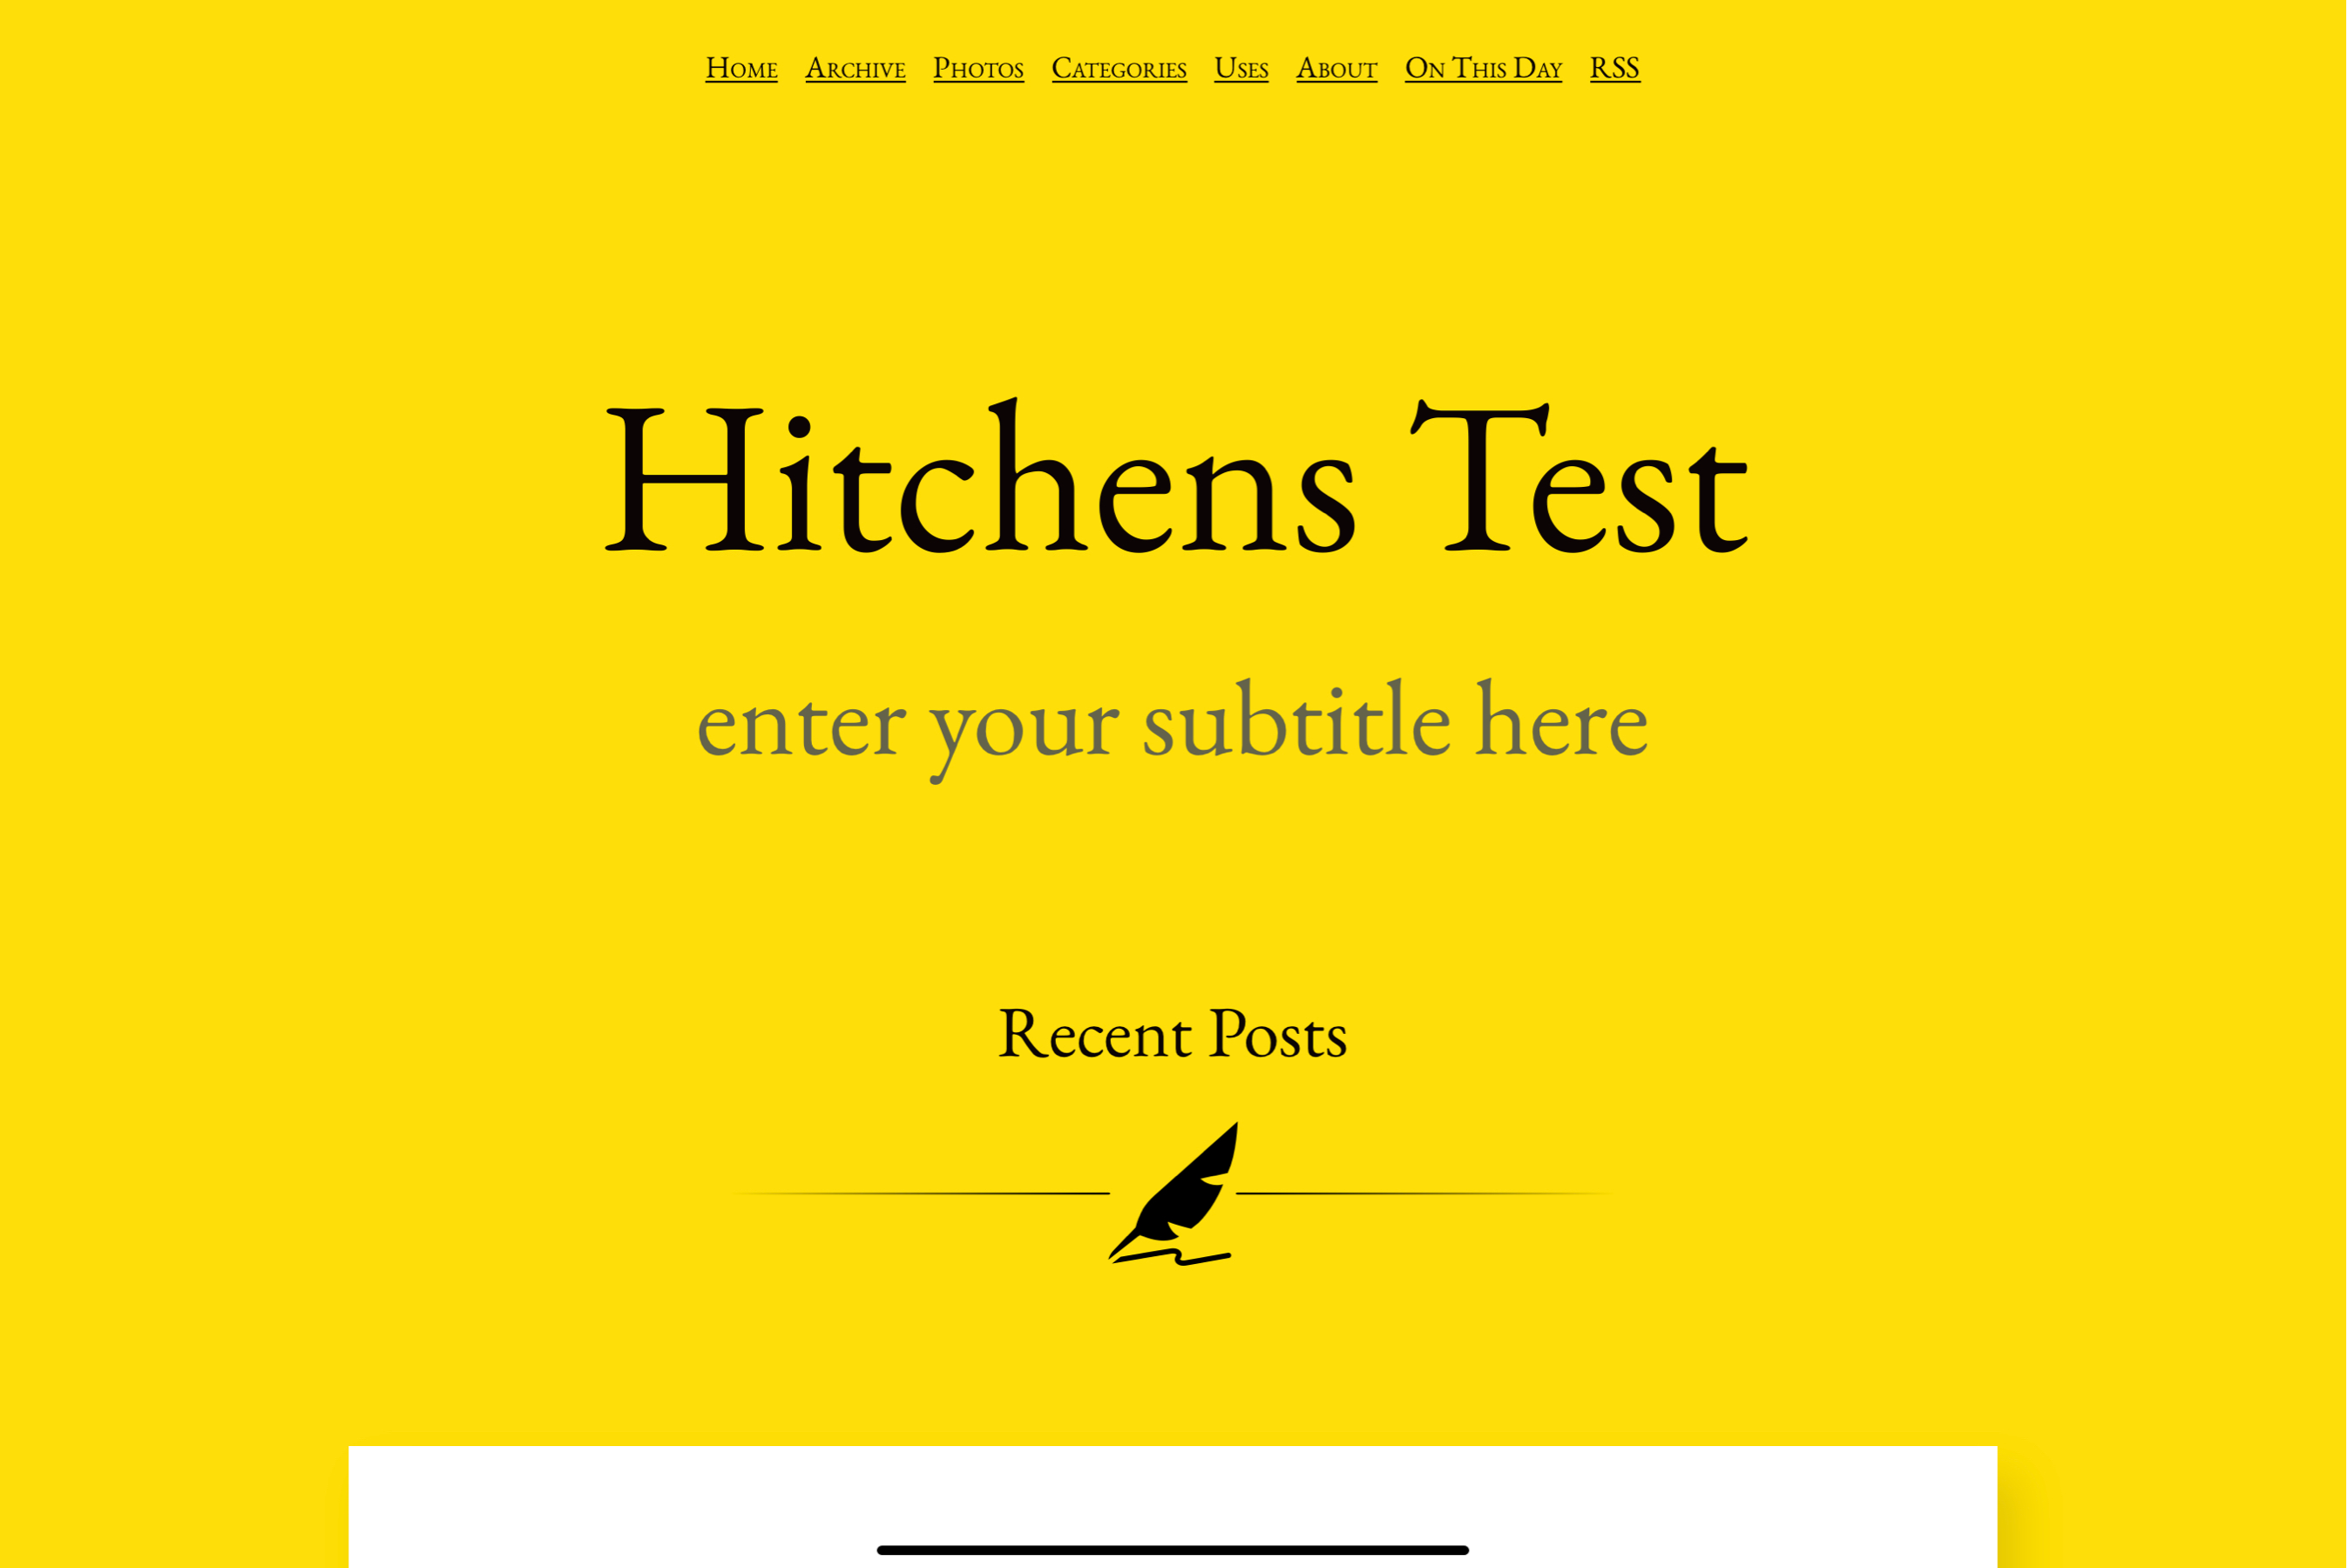 Home Archive Photos Categories Uses About On This Day RSS
Hitchens Test
enter your subtitle here
Recent Posts